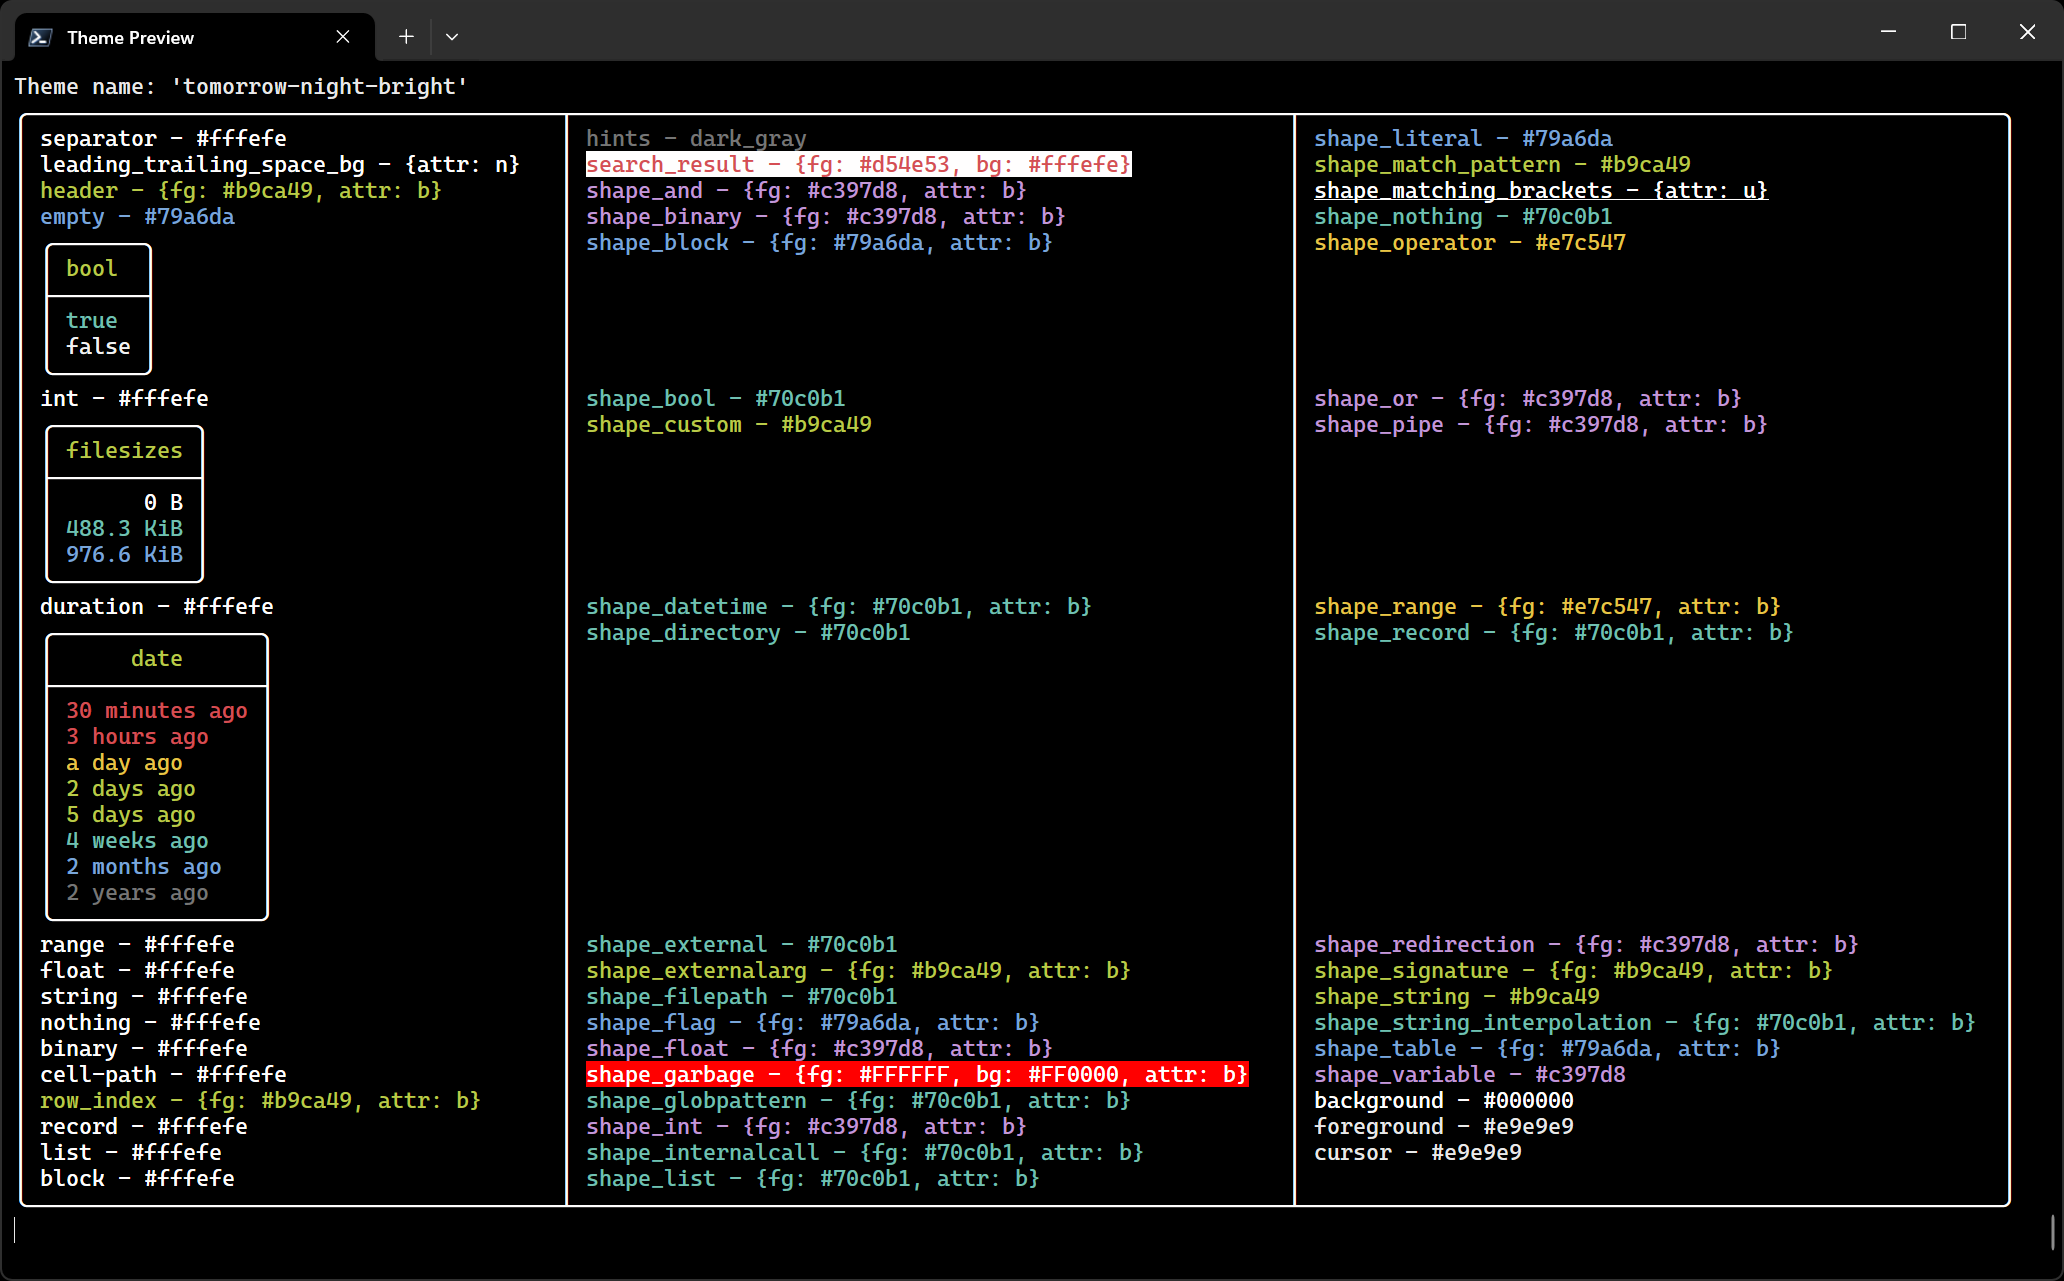 Theme Preview
Theme name: 'tomorrow-night-bright'
separator - #fffefe
leading_trailing_space_bg - {attr: n}
header - {fg: #b9ca49, attr: b}
empty - #79a6da
bool
true
false
int - #fffefe
filesizes
0 B
488.3 KiB
976.6 KiB
duration - #fffefe
date
30 minutes ago
3 hours ago
a day ago
2 days ago
5 days ago
4 weeks ago
2 months ago
2 years ago
range - #fffefe
float - #fffefe
string - #fffefe
nothing - #fffefe
binary - #fffefe
cell-path - #fffefe
row_index - {fg: #b9ca49, attr: b}
record - #fffefe
list - #fffefe
block - #fffefe
hints - dark_gray
search_result - {fg: #d54e53, bg: #fffefe}
shape_and - {fg: #c397d8, attr: b}
shape_binary - {fg: #c397d8, attr: b}
shape_block - {fg: #79a6da, attr: b}
shape_bool - #70c0b1
shape_custom - #b9ca49
shape_datetime - {fg: #70c0b1, attr: b}
shape_directory - #70c0b1
shape_external - #70c0b1
shape_externalarg - {fg: #b9ca49, attr: b}
shape_filepath - #70c0b1
shape_flag - {fg: #79a6da, attr: b}
shape_float - {fg: #c397d8, attr: b}
shape_garbage - {fg: #FFFFFF, bg: #FF0000, attr: b}
shape_globpattern - {fg: #70c0b1, attr: b}
shape_int - {fg: #c397d8, attr: b}
shape_internalcall - {fg: #70c0b1, attr: b}
shape_list - {fg: #70c0b1, attr: b}
shape_literal - #79a6da
shape_match_pattern - #b9ca49
shape_matching_brackets - {attr: u}
shape_nothing - #70c0b1
shape_operator - #e7c547
shape_or - {fg: #c397d8, attr: b}
shape_pipe - {fg: #c397d8, attr: b}
shape_range - {fg: #e7c547, attr: b}
shape_record - {fg: #70c0b1, attr: b}
shape_redirection - {fg: #c397d8, attr: b}
shape_signature - {fg: #b9ca49, attr: b}
shape_string - #b9ca49
shape_string_interpolation - {fg: #70c0b1, attr: b}
shape_table - {fg: #79a6da, attr: b}
shape_variable - #c397d8
background - #000000
foreground - #e9e9e9
cursor - #e9e9e9